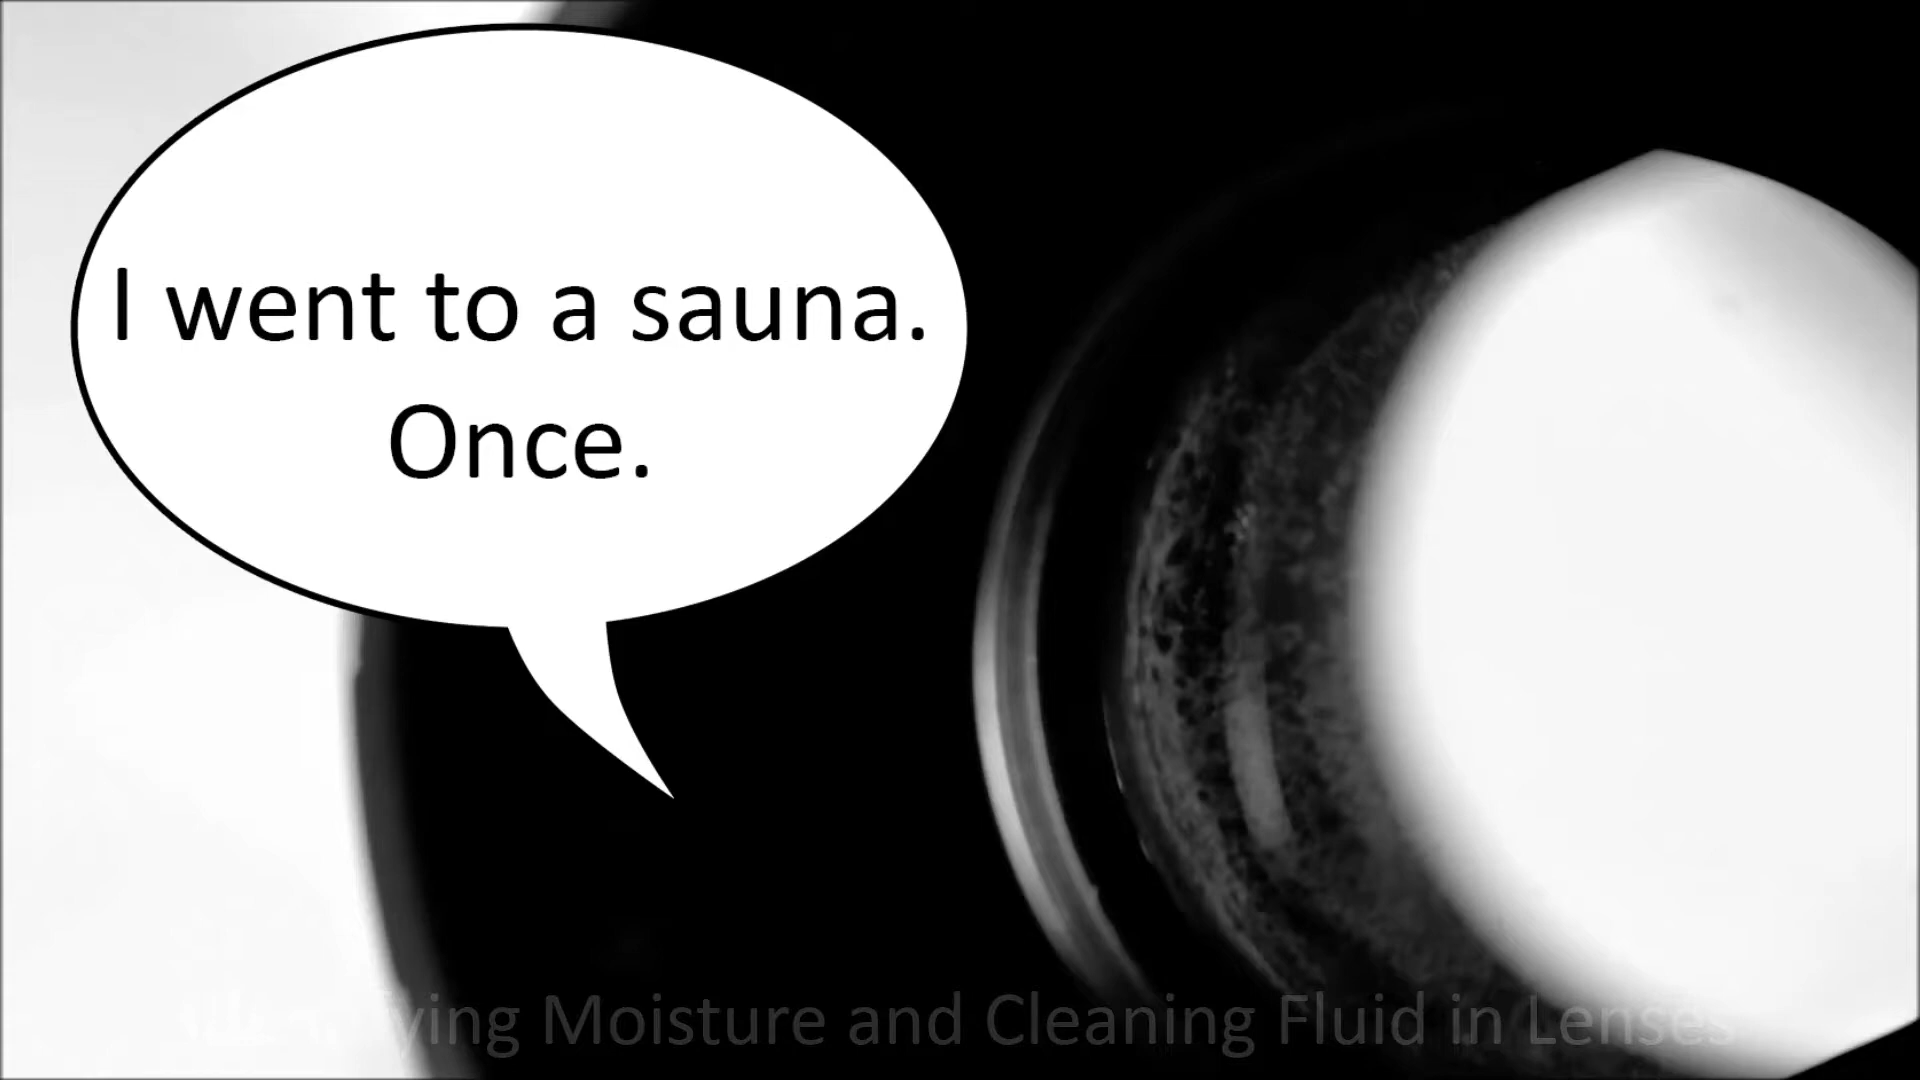 I went to a sauna.
Once.
Moisture and Cleaning Fluid in Lenses